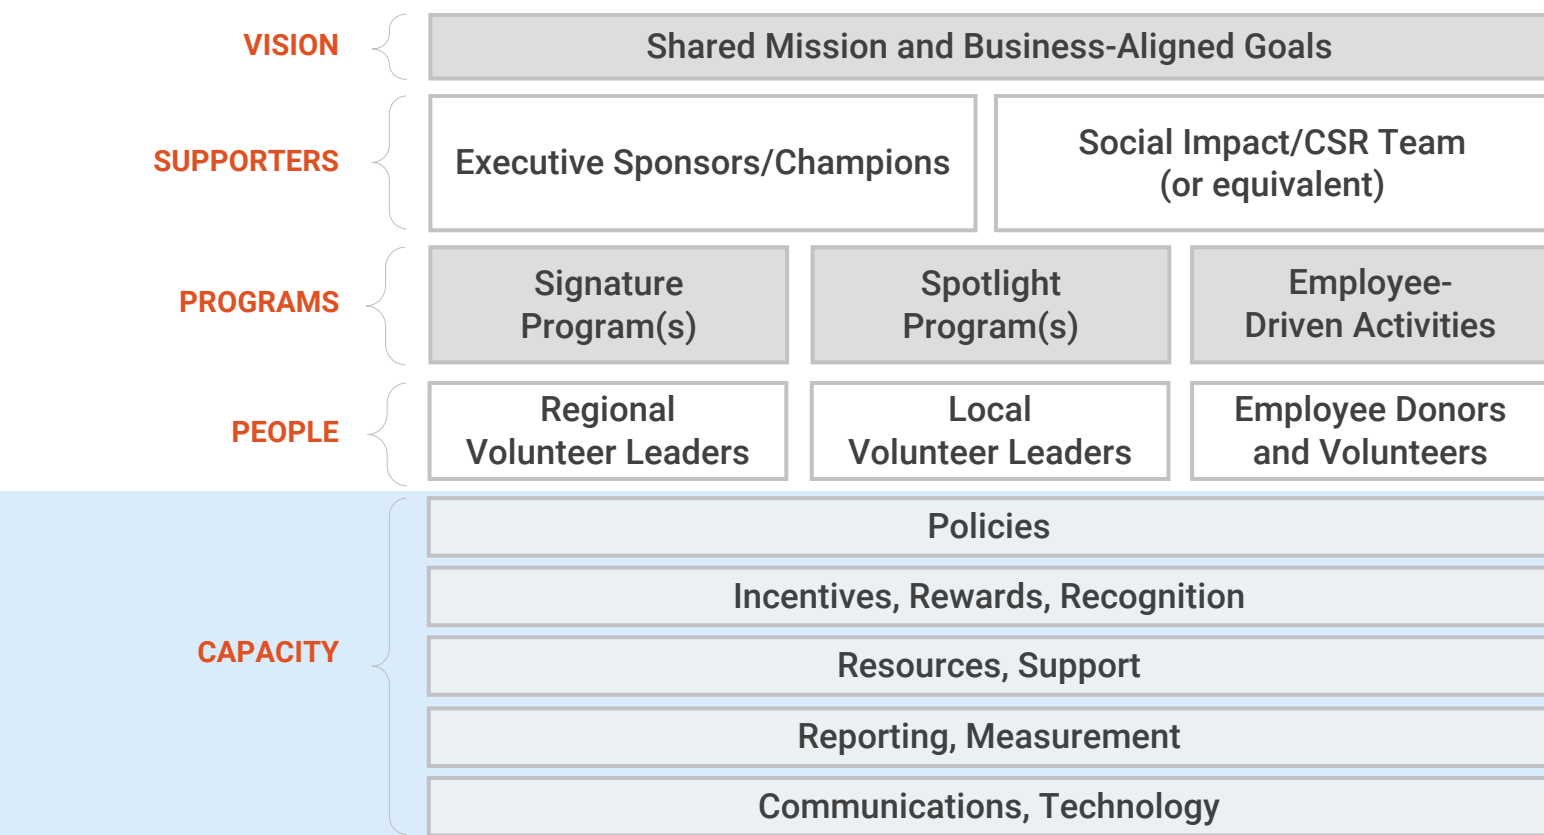 VISION
Shared Mission and Business-Aligned Goals
SUPPORTERS
Executive Sponsors/Champions
Social Impact/CSR Team
(or equivalent)
PROGRAMS
Signature
Program(s)
Spotlight
Program(s)
Employee-
Driven Activities
PEOPLE
Regional
Volunteer Leaders
Local
Volunteer Leaders
Employee Donors
and Volunteers
CAPACITY
Policies
Incentives, Rewards, Recognition
Resources, Support
Reporting, Measurement
Communications, Technology